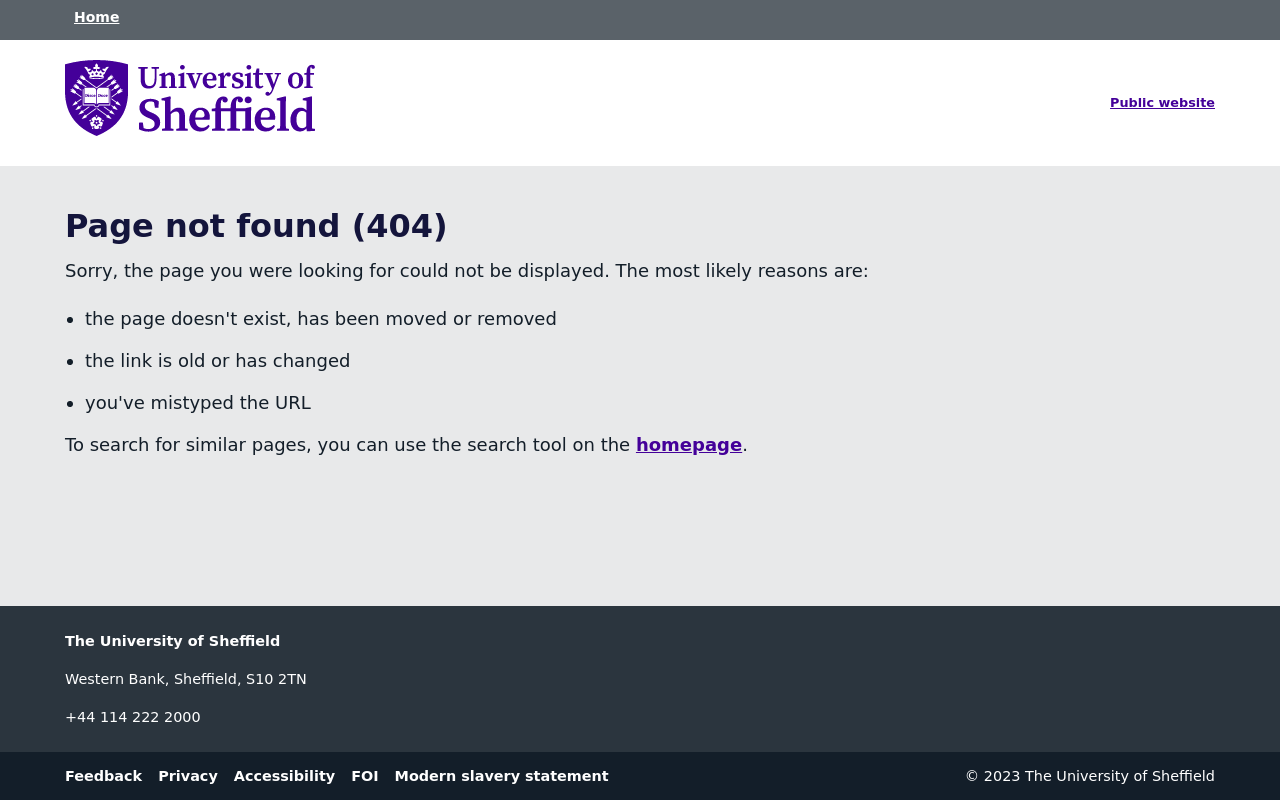 Home
University of
Sheffield
Public website
Page not found (404)
Sorry, the page you were looking for could not be displayed. The most likely reasons are:
the page doesn't exist, has been moved or removed
the link is old or has changed
you've mistyped the URL
To search for similar pages, you can use the search tool on the homepage.
The University of Sheffield
Western Bank, Sheffield, S10 2TN
+44 114 222 2000
Feedback Privacy Accessibility FOI Modern slavery statement © 2023 The University of Sheffield